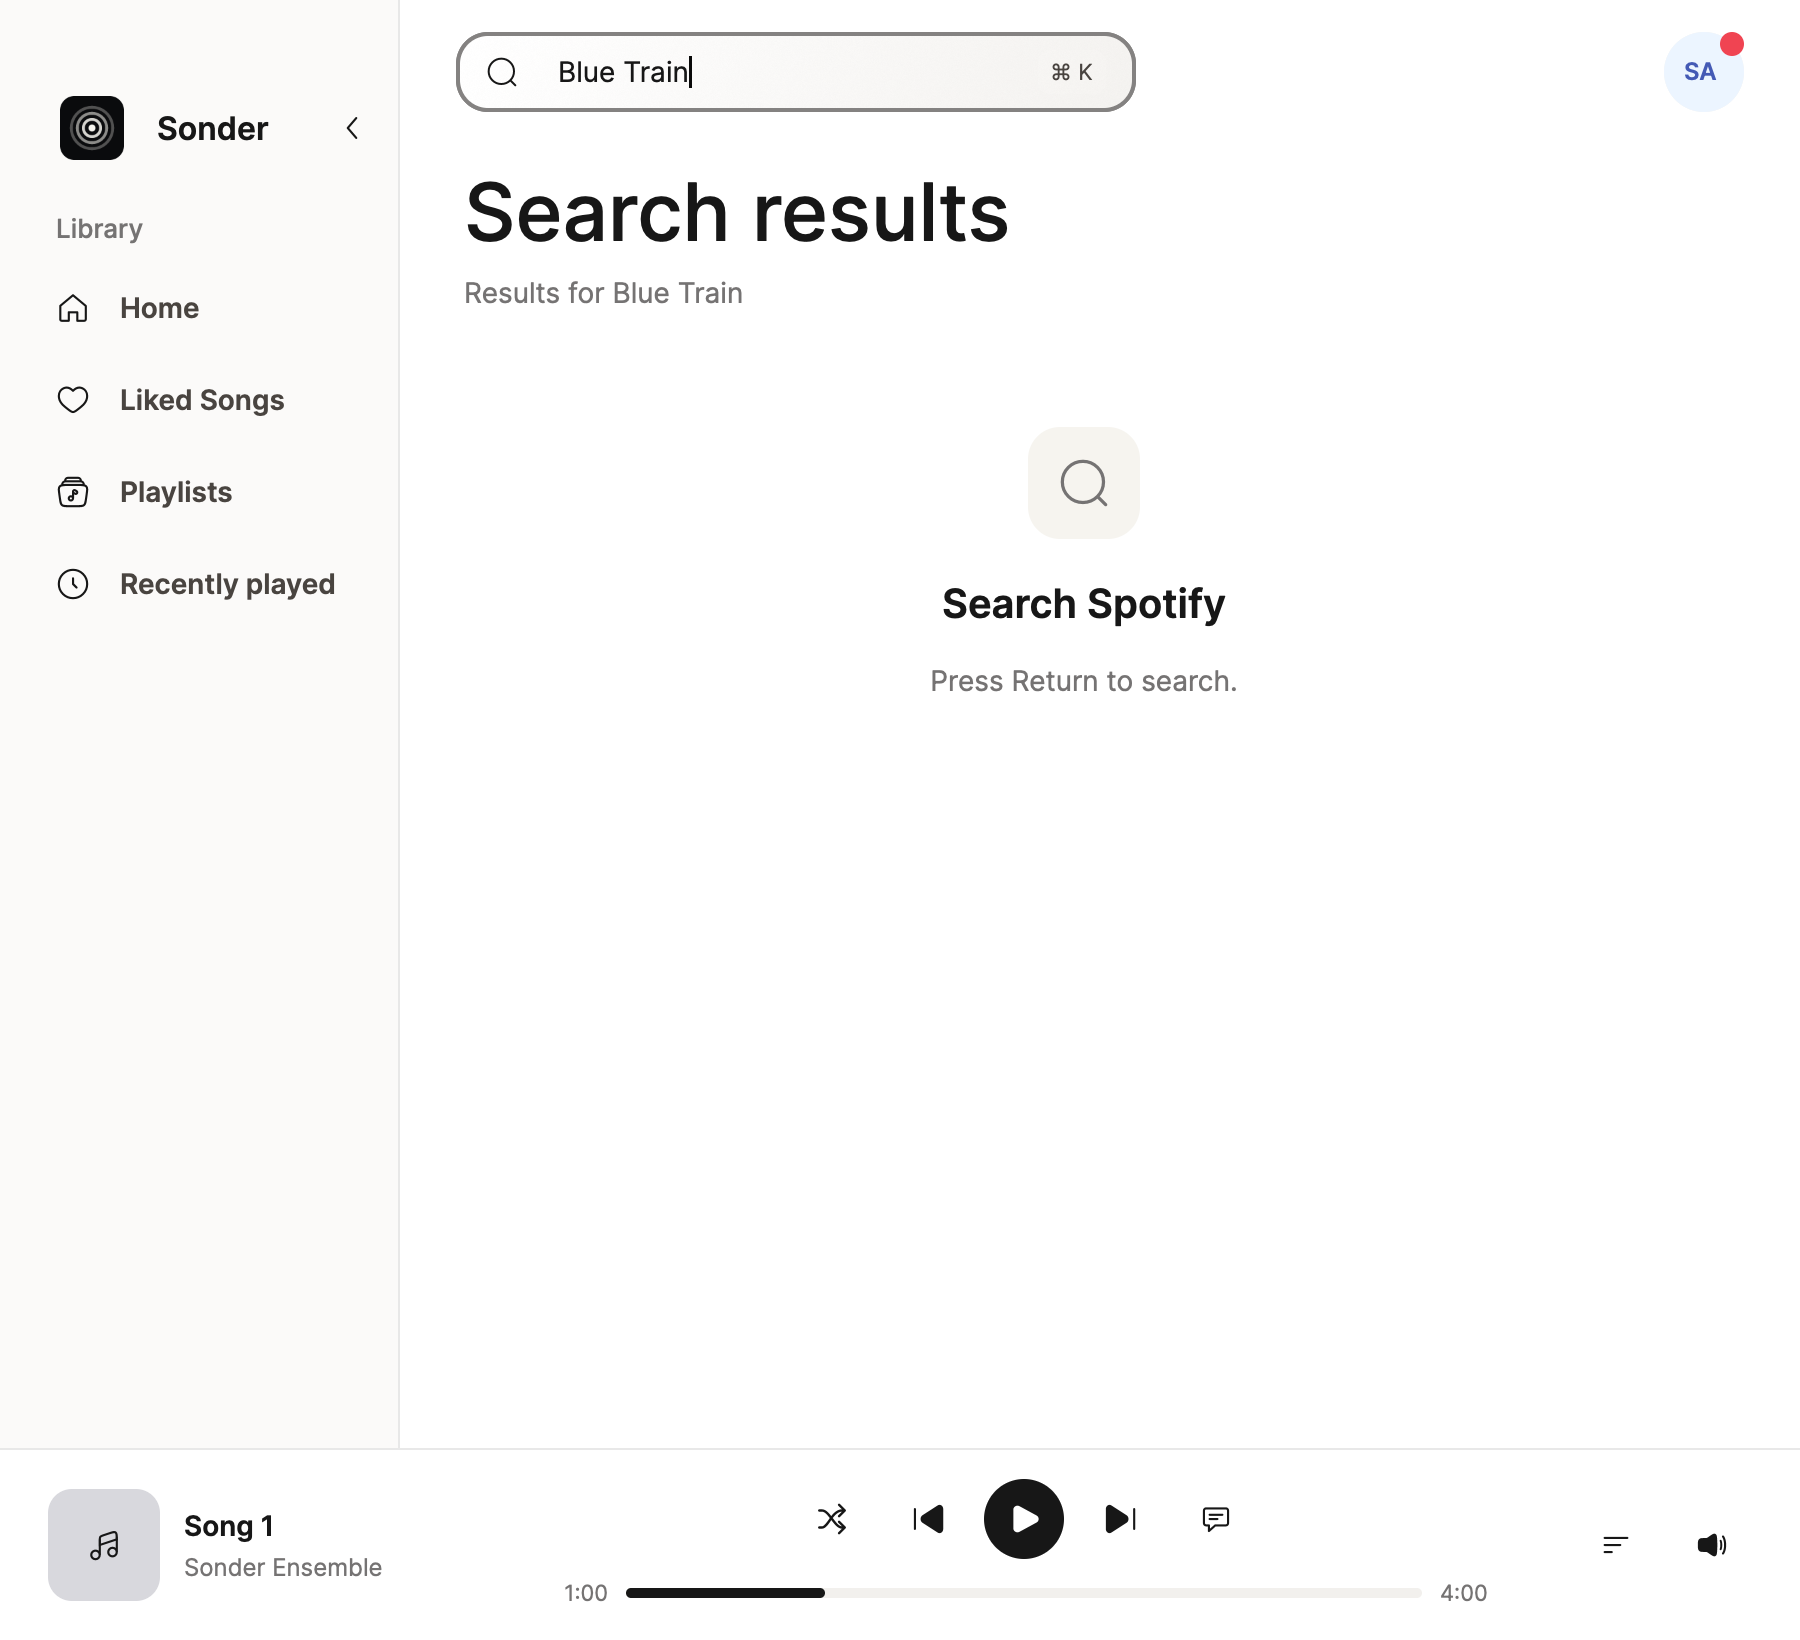 Blue Train
⌘ K
SA
Sonder
Library
Home
Liked Songs
Playlists
Recently played
Search results
Results for Blue Train
Search Spotify
Press Return to search.
Song 1
Sonder Ensemble
1:00
4:00